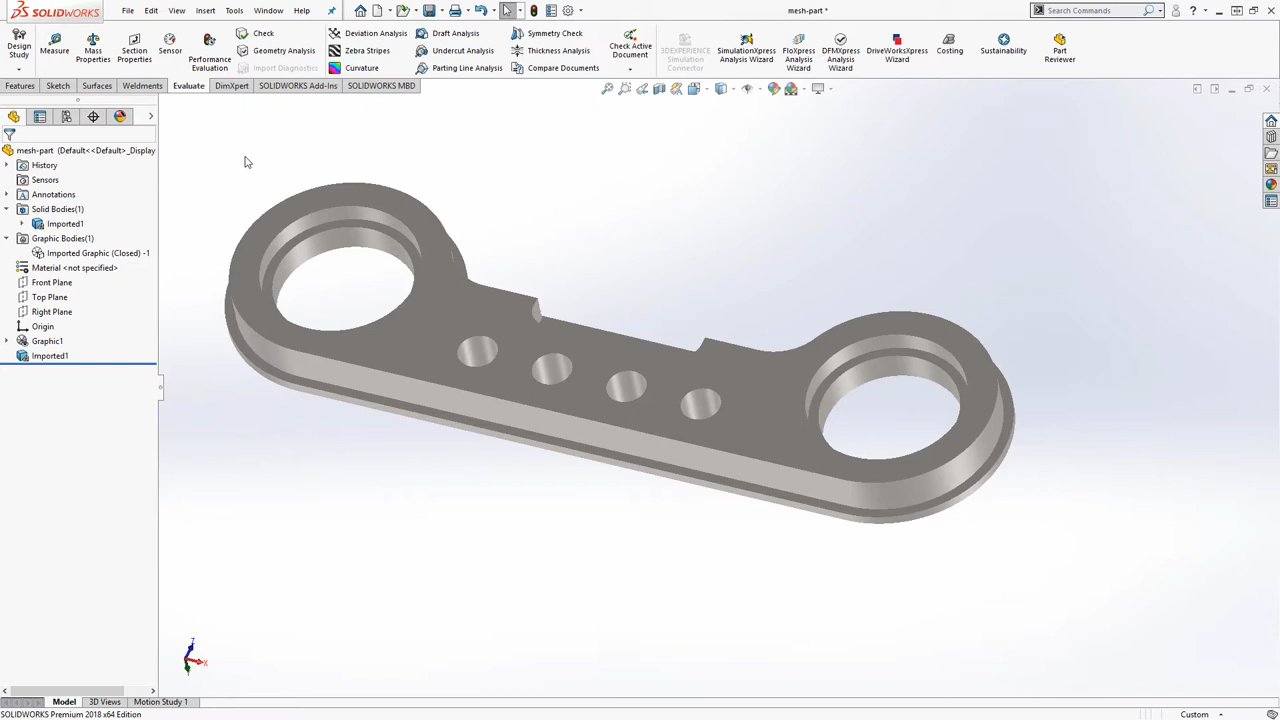 SOLIDWORKS File Edit View Insert Tools Window Help mesh-part * Search Commands
Design Study
Measure
Mass Properties
Section Properties
Sensor
Performance Evaluation
Check
Geometry Analysis
Import Diagnostics
Deviation Analysis
Zebra Stripes
Curvature
Draft Analysis
Undercut Analysis
Parting Line Analysis
Symmetry Check
Thickness Analysis
Compare Documents
Check Active Document
3DEXPERIENCE Simulation Connector
SimulationXpress Analysis Wizard
FloXpress Analysis Wizard
DFMXpress Analysis Wizard
DriveWorksXpress Wizard
Costing
Sustainability
Part Reviewer
Features Sketch Surfaces Weldments Evaluate DimXpert SOLIDWORKS Add-Ins SOLIDWORKS MBD
mesh-part (Default<<Default>_Display
History
Sensors
Annotations
Solid Bodies(1)
Imported1
Graphic Bodies(1)
Imported Graphic (Closed) -1
Material <not specified>
Front Plane
Top Plane
Right Plane
Origin
Graphic1
Imported1
Z
X
Model 3D Views Motion Study 1
SOLIDWORKS Premium 2018 x64 Edition Custom